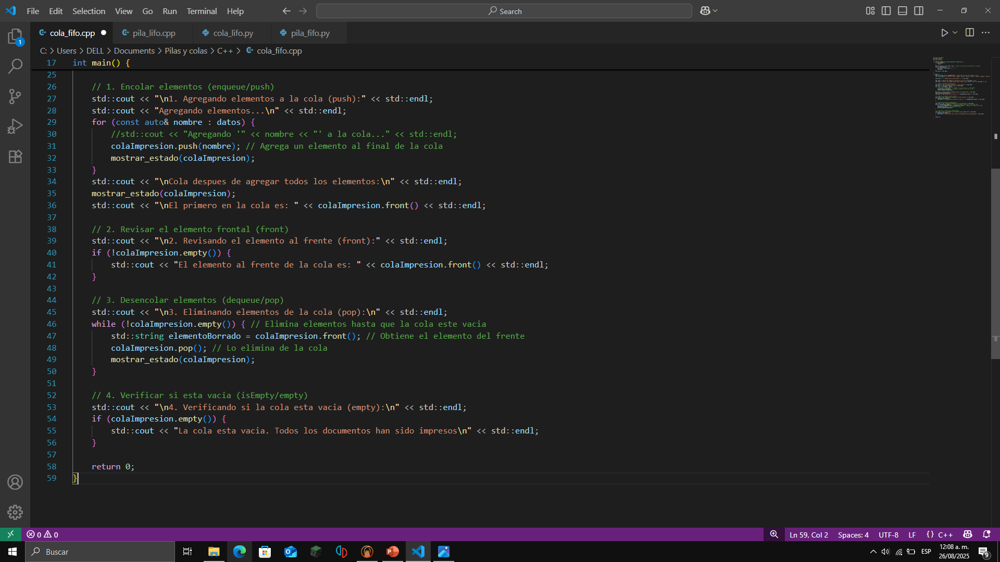 File Edit Selection View Go Run Terminal Help
Search
cola_fifo.cpp
pila_lifo.cpp
cola_lifo.py
pila_fifo.py
1
C: > Users > DELL > Documents > Pilas y colas > C++ > cola_fifo.cpp
17 int main() {
25
26 // 1. Encolar elementos (enqueue/push)
27 std::cout << "\n1. Agregando elementos a la cola (push):" << std::endl;
28 std::cout << "Agregando elementos...\n" << std::endl;
29 for (const auto& nombre : datos) {
30 //std::cout << "Agregando '" << nombre << "' a la cola..." << std::endl;
31 colaImpresion.push(nombre); // Agrega un elemento al final de la cola
32 mostrar_estado(colaImpresion);
33 }
34 std::cout << "\nCola despues de agregar todos los elementos:\n" << std::endl;
35 mostrar_estado(colaImpresion);
36 std::cout << "\nEl primero en la cola es: " << colaImpresion.front() << std::endl;
37
38 // 2. Revisar el elemento frontal (front)
39 std::cout << "\n2. Revisando el elemento al frente (front):" << std::endl;
40 if (!colaImpresion.empty()) {
41 std::cout << "El elemento al frente de la cola es: " << colaImpresion.front() << std::endl;
42 }
43
44 // 3. Desencolar elementos (dequeue/pop)
45 std::cout << "\n3. Eliminando elementos de la cola (pop):\n" << std::endl;
46 while (!colaImpresion.empty()) { // Elimina elementos hasta que la cola este vacia
47 std::string elementoBorrado = colaImpresion.front(); // Obtiene el elemento del frente
48 colaImpresion.pop(); // Lo elimina de la cola
49 mostrar_estado(colaImpresion);
50 }
51
52 // 4. Verificar si esta vacia (isEmpty/empty)
53 std::cout << "\n4. Verificando si la cola esta vacia (empty):\n" << std::endl;
54 if (colaImpresion.empty()) {
55 std::cout << "La cola esta vacia. Todos los documentos han sido impresos\n" << std::endl;
56 }
57
58 return 0;
59 }
0 0
Ln 59, Col 2 Spaces: 4 UTF-8 LF {} C++
Buscar
ESP
12:08 a. m.
26/08/2025
9